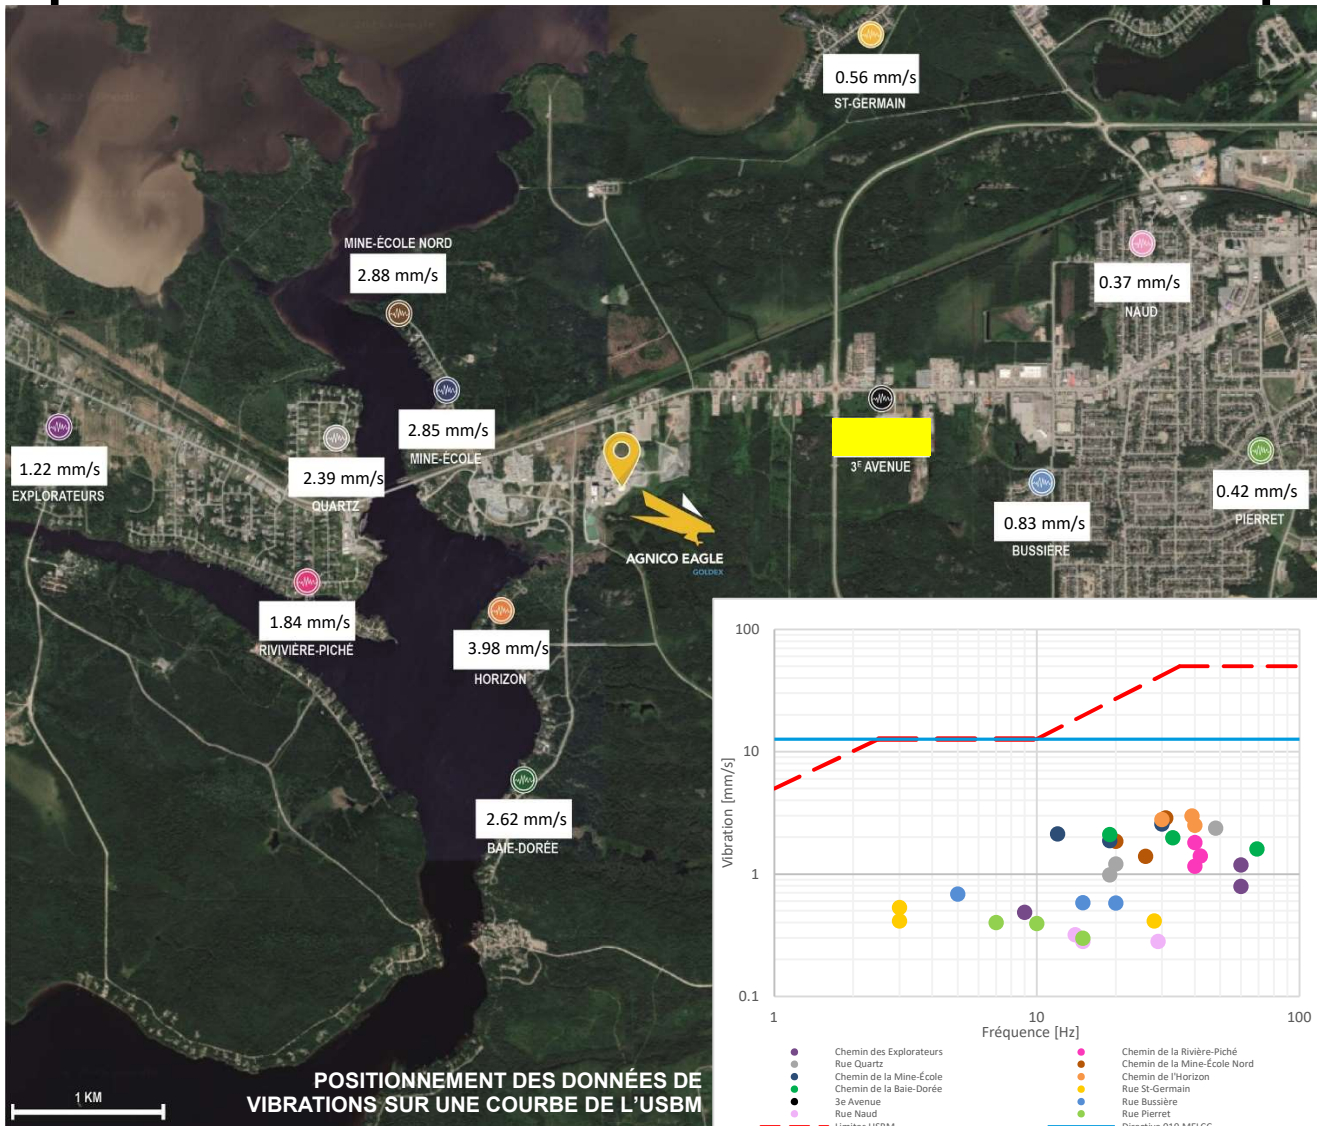 0.56 mm/s
ST-GERMAIN
MINE-ÉCOLE NORD
2.88 mm/s
0.37 mm/s
NAUD
2.85 mm/s
MINE-ÉCOLE
1.22 mm/s
EXPLORATEURS
2.39 mm/s
QUARTZ
3E AVENUE
0.42 mm/s
PIERRET
0.83 mm/s
BUSSIÈRE
AGNICO EAGLE
GOLDEX
1.84 mm/s
RIVIVIÈRE-PICHÉ
3.98 mm/s
HORIZON
2.62 mm/s
BAIE-DORÉE
1 KM
POSITIONNEMENT DES DONNÉES DE
VIBRATIONS SUR UNE COURBE DE L'USBM
100
10
1
0.1
Vibration [mm/s]
1
10
100
Fréquence [Hz]
Chemin des Explorateurs
Chemin de la Rivière-Piché
Rue Quartz
Chemin de la Mine-École Nord
Chemin de la Mine-École
Chemin de l'Horizon
Chemin de la Baie-Dorée
Rue St-Germain
3e Avenue
Rue Bussière
Rue Naud
Rue Pierret
Limites USBM
Directive 019 MELCC